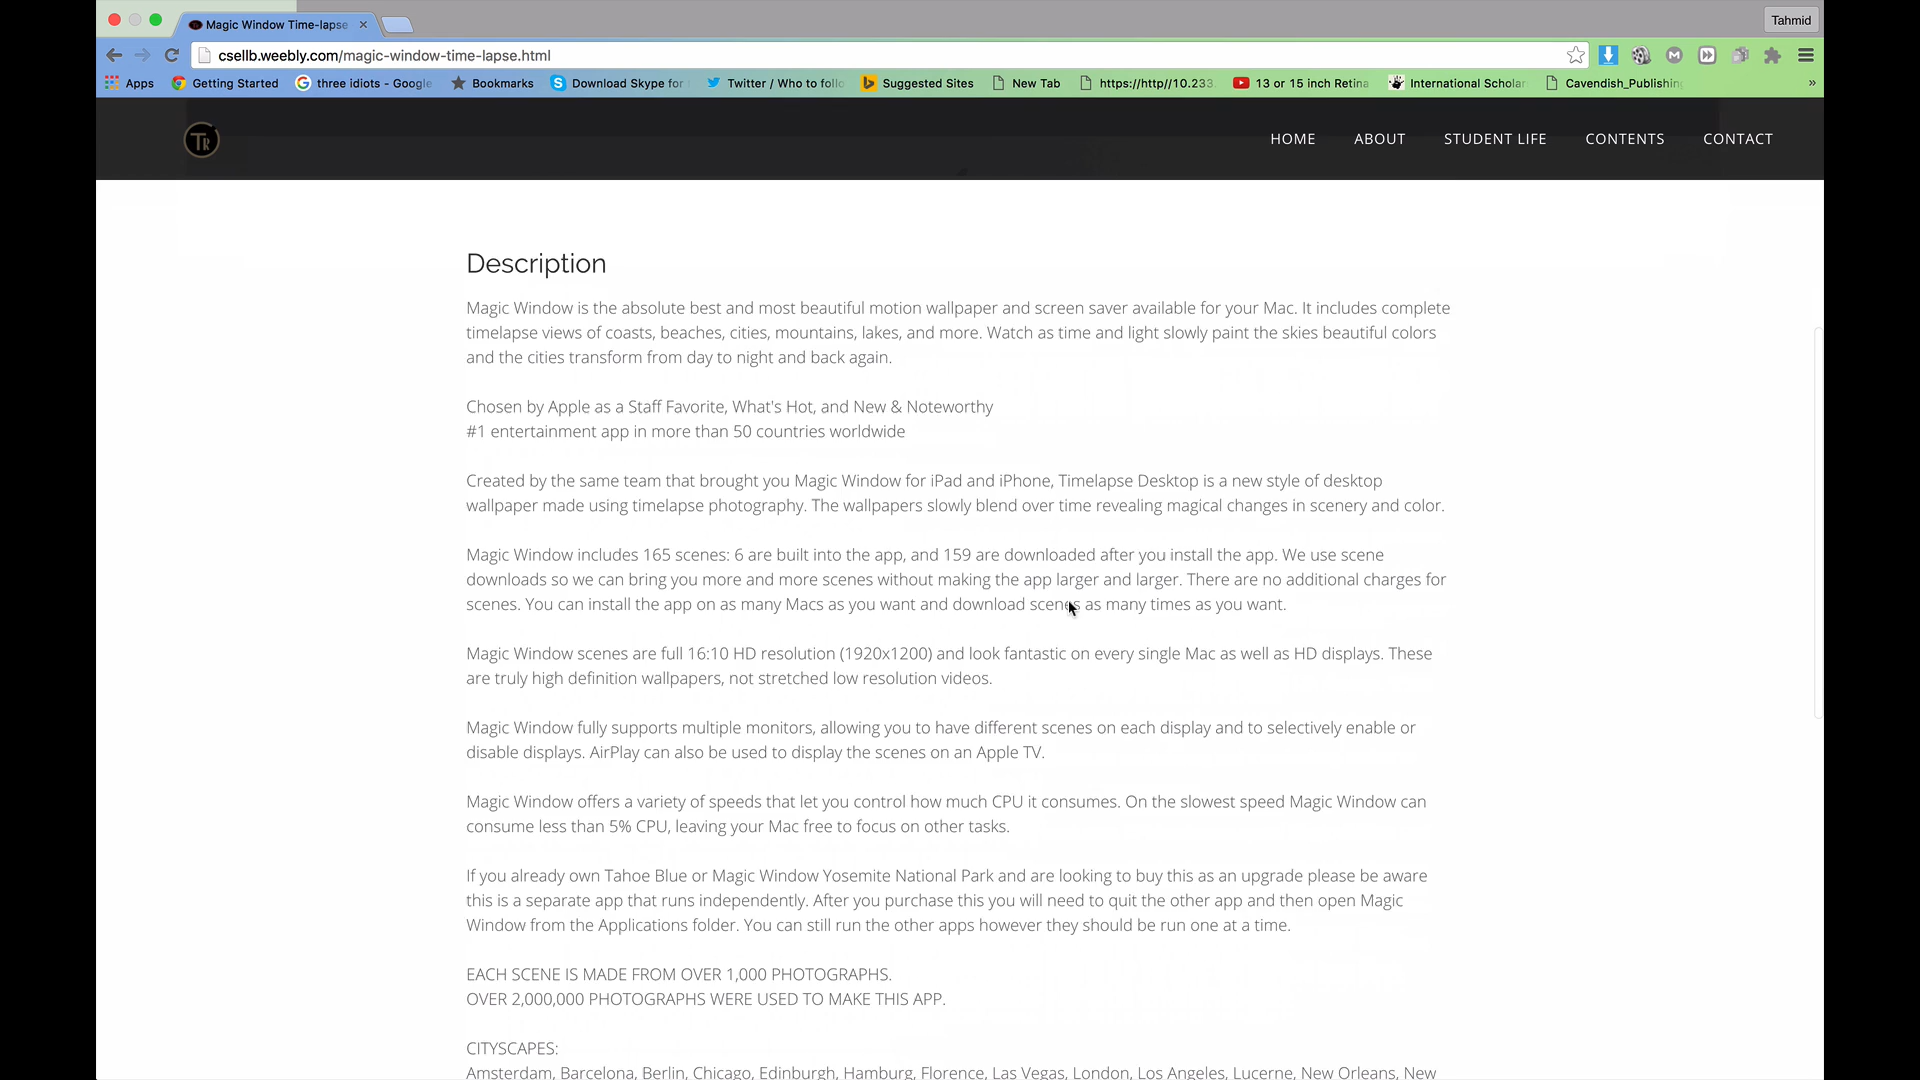 Tahmid
Magic Window Time-lapse
csellb.weebly.com/magic-window-time-lapse.html
Apps Getting Started three idiots - Google Bookmarks Download Skype for Twitter / Who to follo Suggested Sites New Tab https://http//10.233. 13 or 15 inch Retina International Scholar Cavendish_Publishing »
TR HOME ABOUT STUDENT LIFE CONTENTS CONTACT
Description
Magic Window is the absolute best and most beautiful motion wallpaper and screen saver available for your Mac. It includes complete
timelapse views of coasts, beaches, cities, mountains, lakes, and more. Watch as time and light slowly paint the skies beautiful colors
and the cities transform from day to night and back again.
Chosen by Apple as a Staff Favorite, What's Hot, and New & Noteworthy
#1 entertainment app in more than 50 countries worldwide
Created by the same team that brought you Magic Window for iPad and iPhone, Timelapse Desktop is a new style of desktop
wallpaper made using timelapse photography. The wallpapers slowly blend over time revealing magical changes in scenery and color.
Magic Window includes 165 scenes: 6 are built into the app, and 159 are downloaded after you install the app. We use scene
downloads so we can bring you more and more scenes without making the app larger and larger. There are no additional charges for
scenes. You can install the app on as many Macs as you want and download scenes as many times as you want.
Magic Window scenes are full 16:10 HD resolution (1920x1200) and look fantastic on every single Mac as well as HD displays. These
are truly high definition wallpapers, not stretched low resolution videos.
Magic Window fully supports multiple monitors, allowing you to have different scenes on each display and to selectively enable or
disable displays. AirPlay can also be used to display the scenes on an Apple TV.
Magic Window offers a variety of speeds that let you control how much CPU it consumes. On the slowest speed Magic Window can
consume less than 5% CPU, leaving your Mac free to focus on other tasks.
If you already own Tahoe Blue or Magic Window Yosemite National Park and are looking to buy this as an upgrade please be aware
this is a separate app that runs independently. After you purchase this you will need to quit the other app and then open Magic
Window from the Applications folder. You can still run the other apps however they should be run one at a time.
EACH SCENE IS MADE FROM OVER 1,000 PHOTOGRAPHS.
OVER 2,000,000 PHOTOGRAPHS WERE USED TO MAKE THIS APP.
CITYSCAPES:
Amsterdam, Barcelona, Berlin, Chicago, Edinburgh, Hamburg, Florence, Las Vegas, London, Los Angeles, Lucerne, New Orleans, New